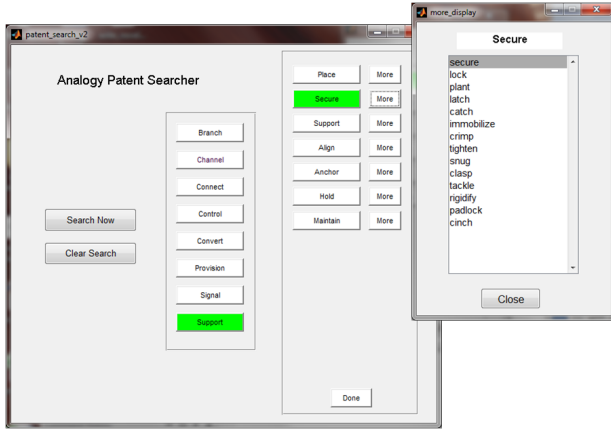 patent_search_v2
Analogy Patent Searcher
Search Now
Clear Search
Branch
Channel
Connect
Control
Convert
Provision
Signal
Support
Place More
Secure More
Support More
Align More
Anchor More
Hold More
Maintain More
Done
more_display
Secure
secure
lock
plant
latch
catch
immobilize
crimp
tighten
snug
clasp
tackle
rigidify
padlock
cinch
Close